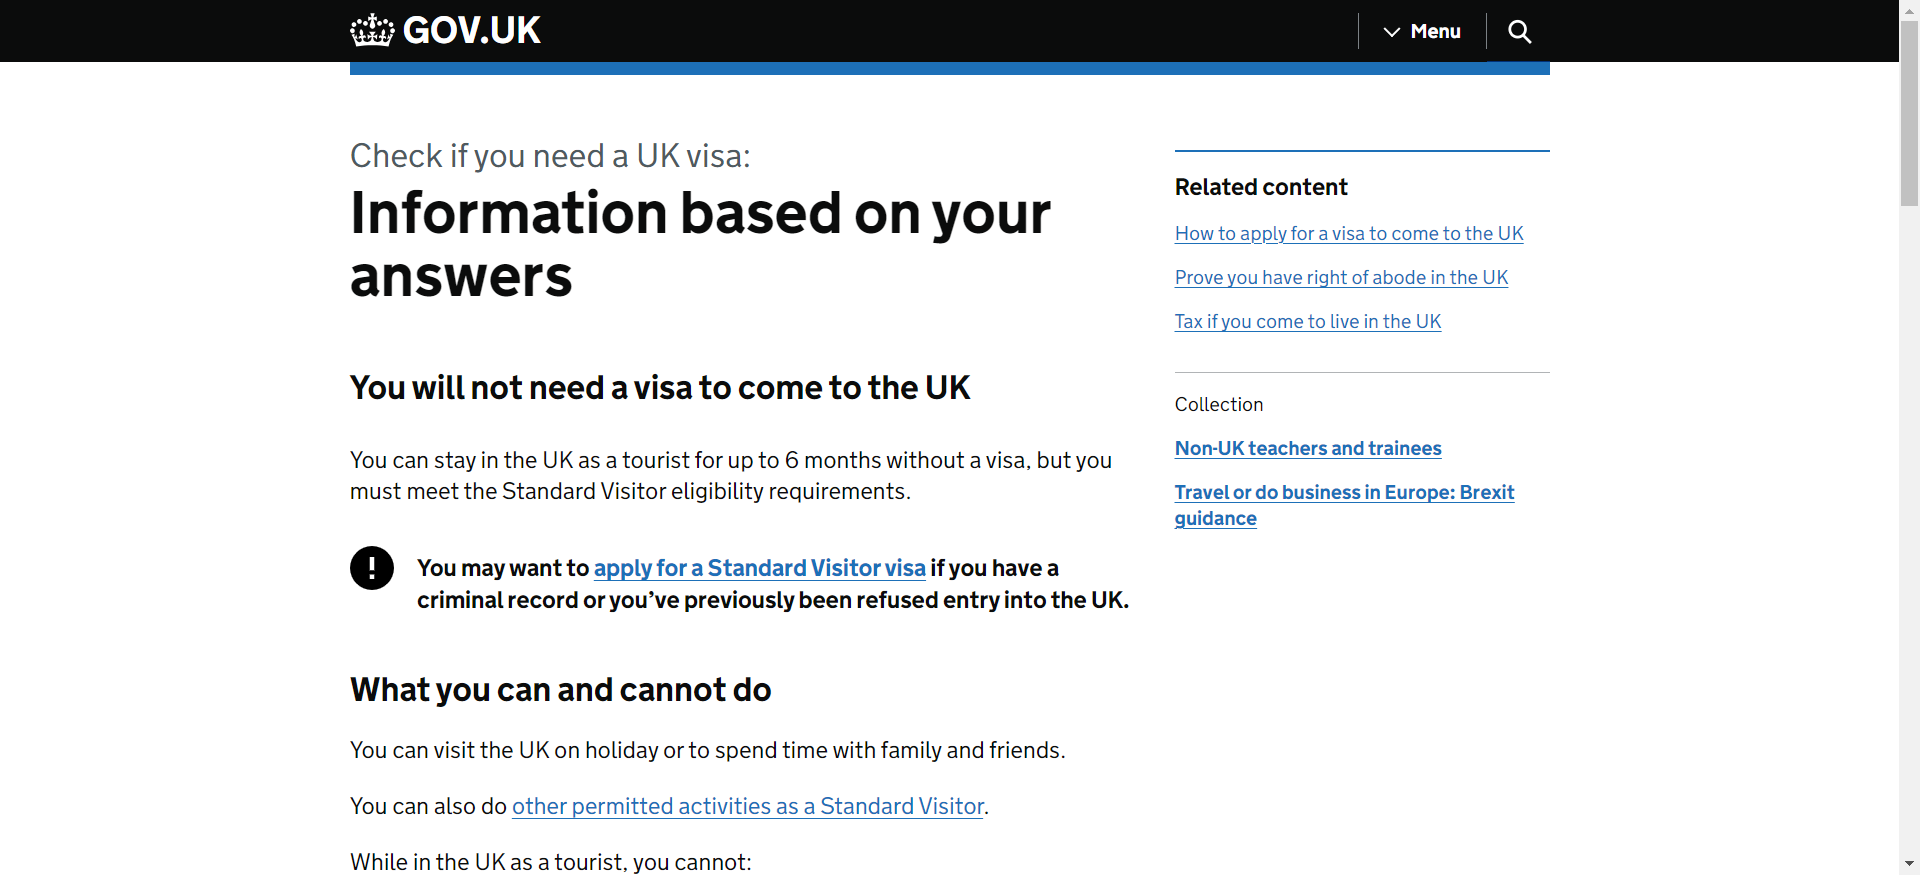 GOV.UK
Menu
Check if you need a UK visa:
Information based on your
answers
You will not need a visa to come to the UK
You can stay in the UK as a tourist for up to 6 months without a visa, but you
must meet the Standard Visitor eligibility requirements.
! You may want to apply for a Standard Visitor visa if you have a
criminal record or you’ve previously been refused entry into the UK.
What you can and cannot do
You can visit the UK on holiday or to spend time with family and friends.
You can also do other permitted activities as a Standard Visitor.
While in the UK as a tourist, you cannot:
Related content
How to apply for a visa to come to the UK
Prove you have right of abode in the UK
Tax if you come to live in the UK
Collection
Non-UK teachers and trainees
Travel or do business in Europe: Brexit
guidance